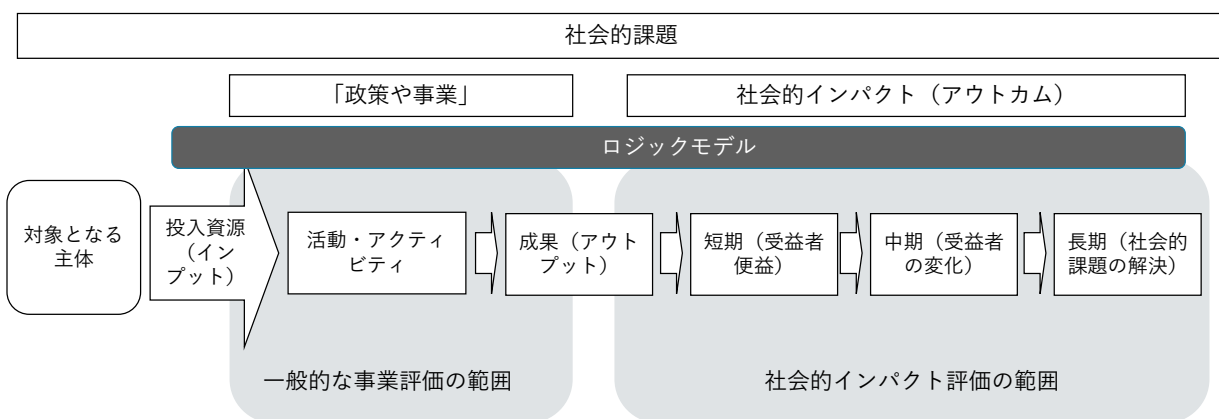 社会的課題
「政策や事業」
社会的インパクト（アウトカム）
ロジックモデル
対象となる
主体
投入資源
（イン
プット）
活動・アクティ
ビティ
成果（アウト
プット）
短期（受益者
便益）
中期（受益者
の変化）
長期（社会的
課題の解決）
一般的な事業評価の範囲
社会的インパクト評価の範囲